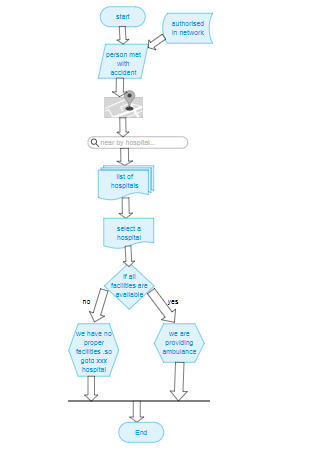 start
authorised
in network
person met
with
accident
near by hospital...
list of
hospitals
select a
hospital
if all
facilities are
available
no
yes
we have no
proper
facilities .so
goto xxx
hospital
we are
providing
ambulance
End